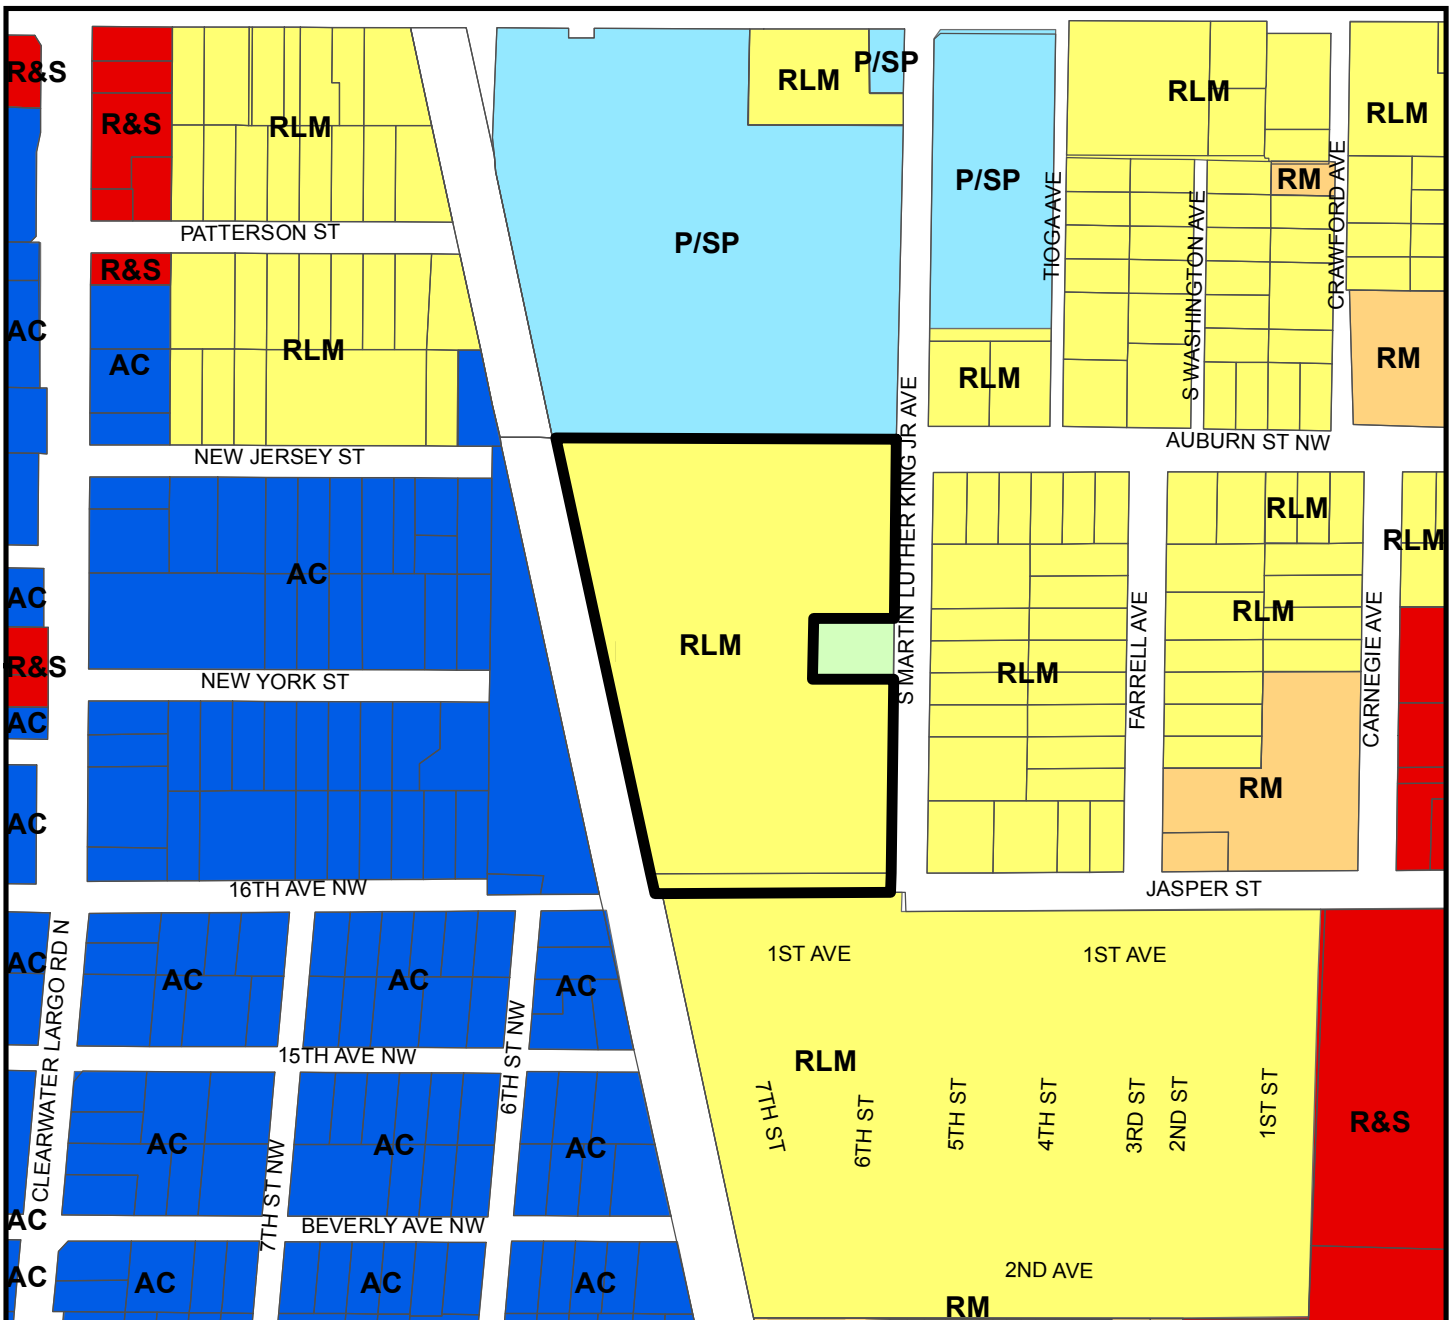 R&S
P/SP
RLM
RLM
RLM
R&S
RLM
P/SP
RM
CRAWFORD AVE
TIOGA AVE
S WASHINGTON AVE
PATTERSON ST
P/SP
R&S
AC
RLM
AC
RM
RLM
S MARTIN LUTHER KING JR AVE
AUBURN ST NW
NEW JERSEY ST
RLM
RLM
AC
AC
RLM
FARRELL AVE
CARNEGIE AVE
RLM
R&S
RLM
NEW YORK ST
AC
RM
AC
16TH AVE NW
JASPER ST
1ST AVE
1ST AVE
AC
AC
AC
AC
CLEARWATER LARGO RD N
6TH ST NW
15TH AVE NW
RLM
7TH ST
6TH ST
5TH ST
4TH ST
3RD ST
2ND ST
1ST ST
R&S
AC
AC
AC
7TH ST NW
AC
BEVERLY AVE NW
2ND AVE
AC
AC
AC
AC
RM